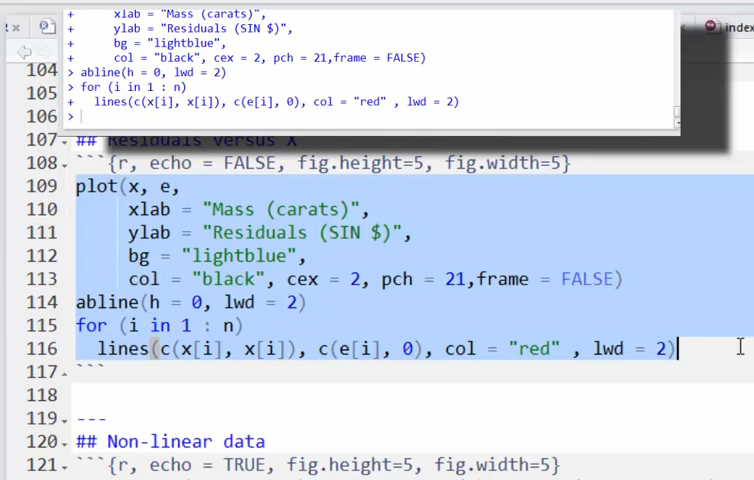 +      xlab = "Mass (carats)",
index
+      ylab = "Residuals (SIN $)",
+      bg = "lightblue",
+      col = "black", cex = 2, pch = 21,frame = FALSE)
104 > abline(h = 0, lwd = 2)
105 > for (i in 1 : n)
+   lines(c(x[i], x[i]), c(e[i], 0), col = "red" , lwd = 2)
106 >
107 ## Residuals versus X
108 ```{r, echo = FALSE, fig.height=5, fig.width=5}
109 plot(x, e,
110      xlab = "Mass (carats)",
111      ylab = "Residuals (SIN $)",
112      bg = "lightblue",
113      col = "black", cex = 2, pch = 21,frame = FALSE)
114 abline(h = 0, lwd = 2)
115 for (i in 1 : n)
116   lines(c(x[i], x[i]), c(e[i], 0), col = "red" , lwd = 2)
117 ```
118
119 ---
120 ## Non-linear data
121 ```{r, echo = TRUE, fig.height=5, fig.width=5}